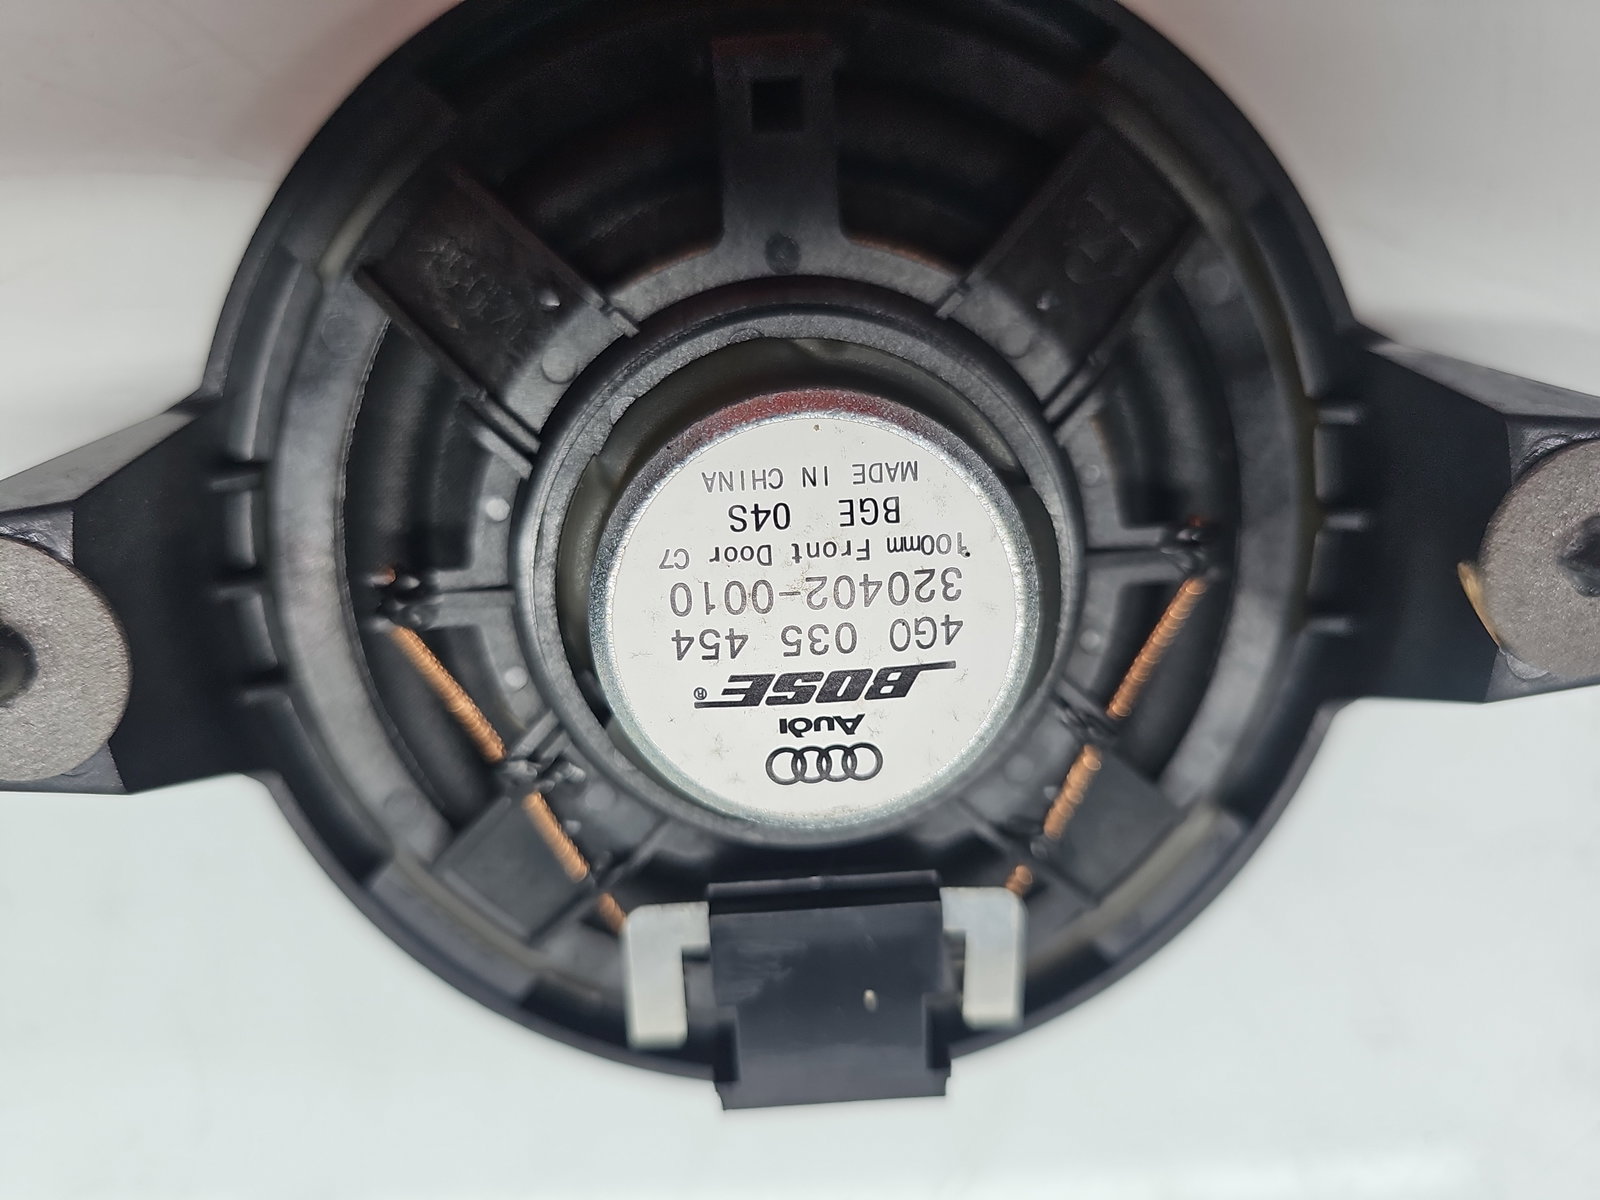 Audi
BOSE®
4G0 035 454
320402-0010
100mm Front Door C7
BGE 04S
MADE IN CHINA